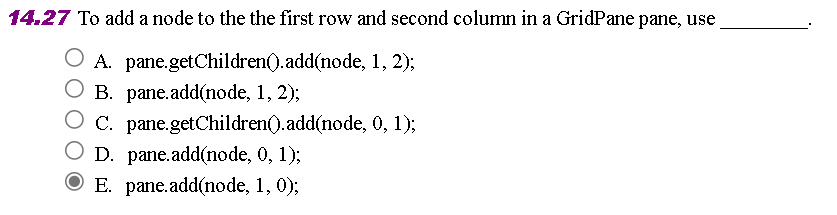 14.27 To add a node to the the first row and second column in a GridPane pane, use ________.
A. pane.getChildren().add(node, 1, 2);
B. pane.add(node, 1, 2);
C. pane.getChildren().add(node, 0, 1);
D. pane.add(node, 0, 1);
E. pane.add(node, 1, 0);